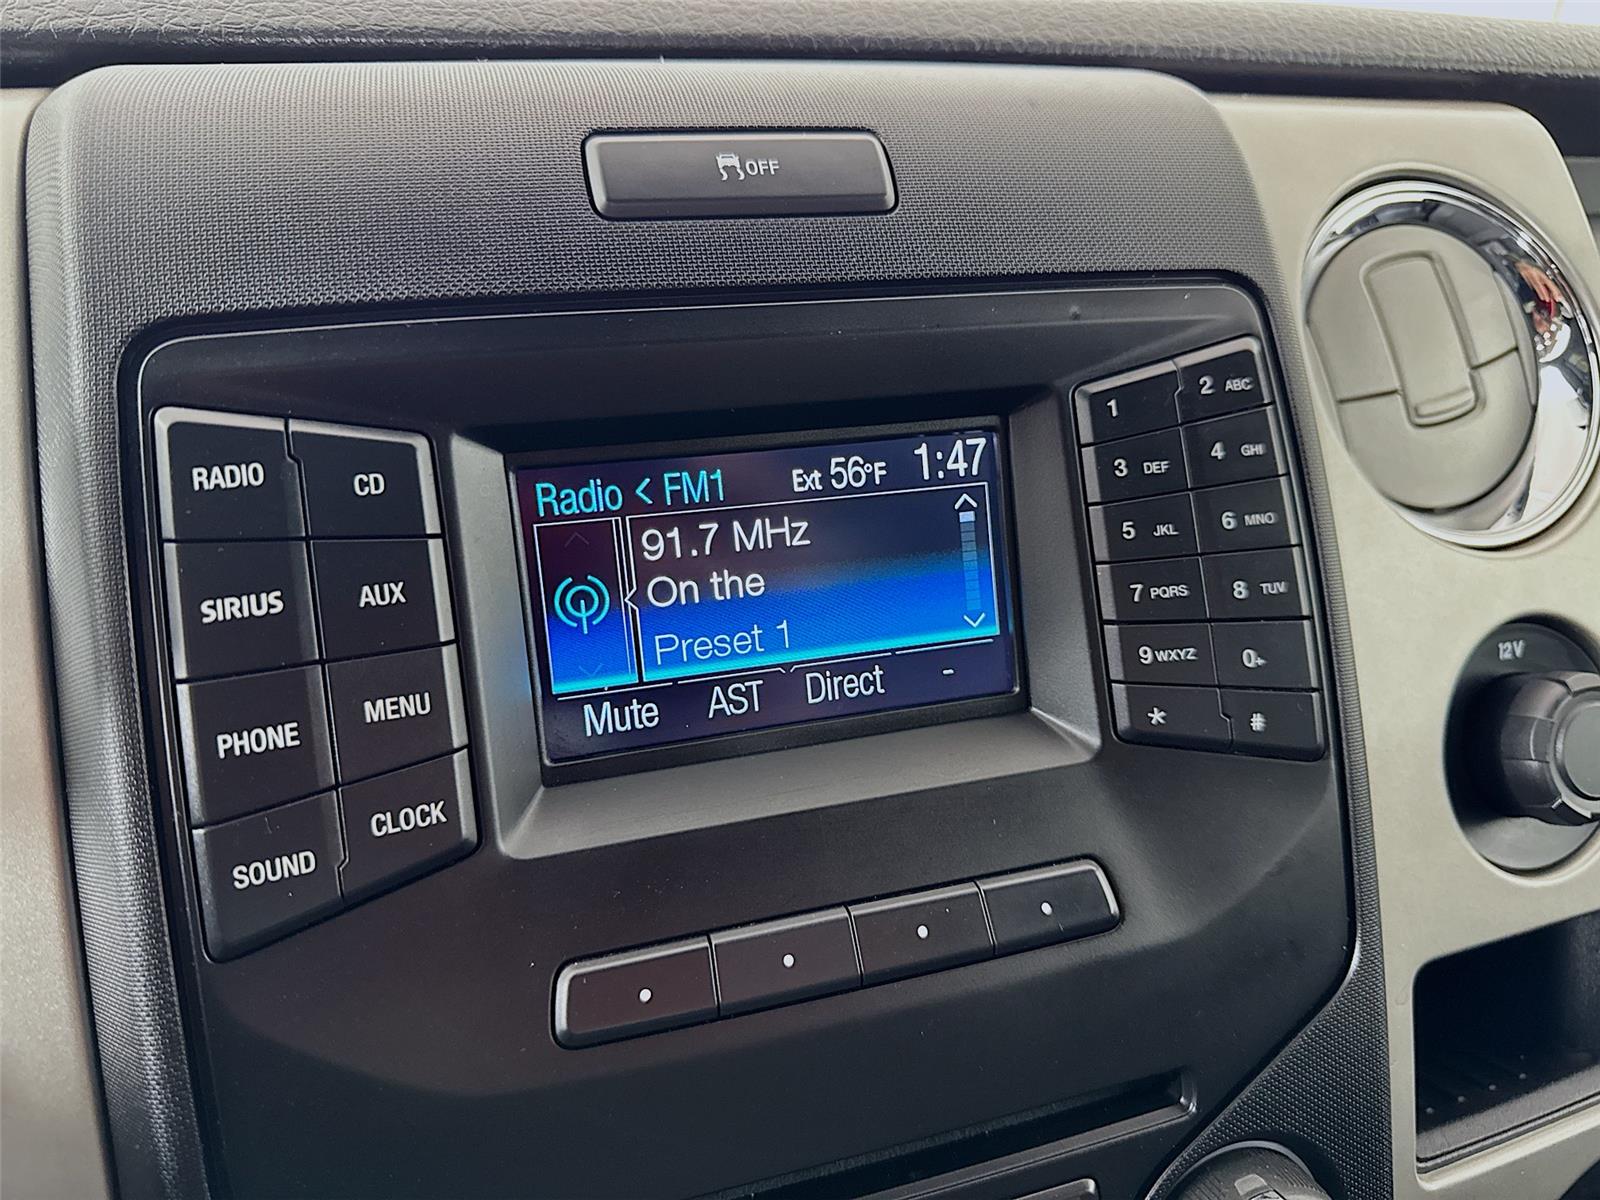 OFF
Radio < FM1 Ext 56°F 1:47
91.7 MHz
On the
Preset 1
Mute AST Direct -
RADIO CD
SIRIUS AUX
PHONE MENU
SOUND CLOCK
1 2 ABC
3 DEF 4 GHI
5 JKL 6 MNO
7 PQRS 8 TUV
9 WXYZ 0+
* #
12V